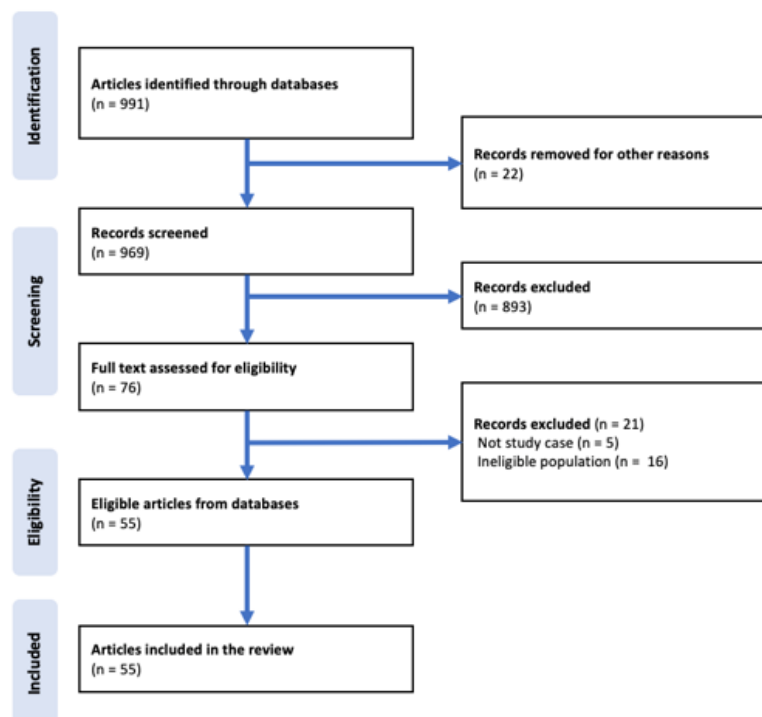 Identification
Articles identified through databases
(n = 991)
Records removed for other reasons
(n = 22)
Screening
Records screened
(n = 969)
Records excluded
(n = 893)
Full text assessed for eligibility
(n = 76)
Records excluded (n = 21)
Not study case (n = 5)
Ineligible population (n = 16)
Eligibility
Eligible articles from databases
(n = 55)
Included
Articles included in the review
(n = 55)